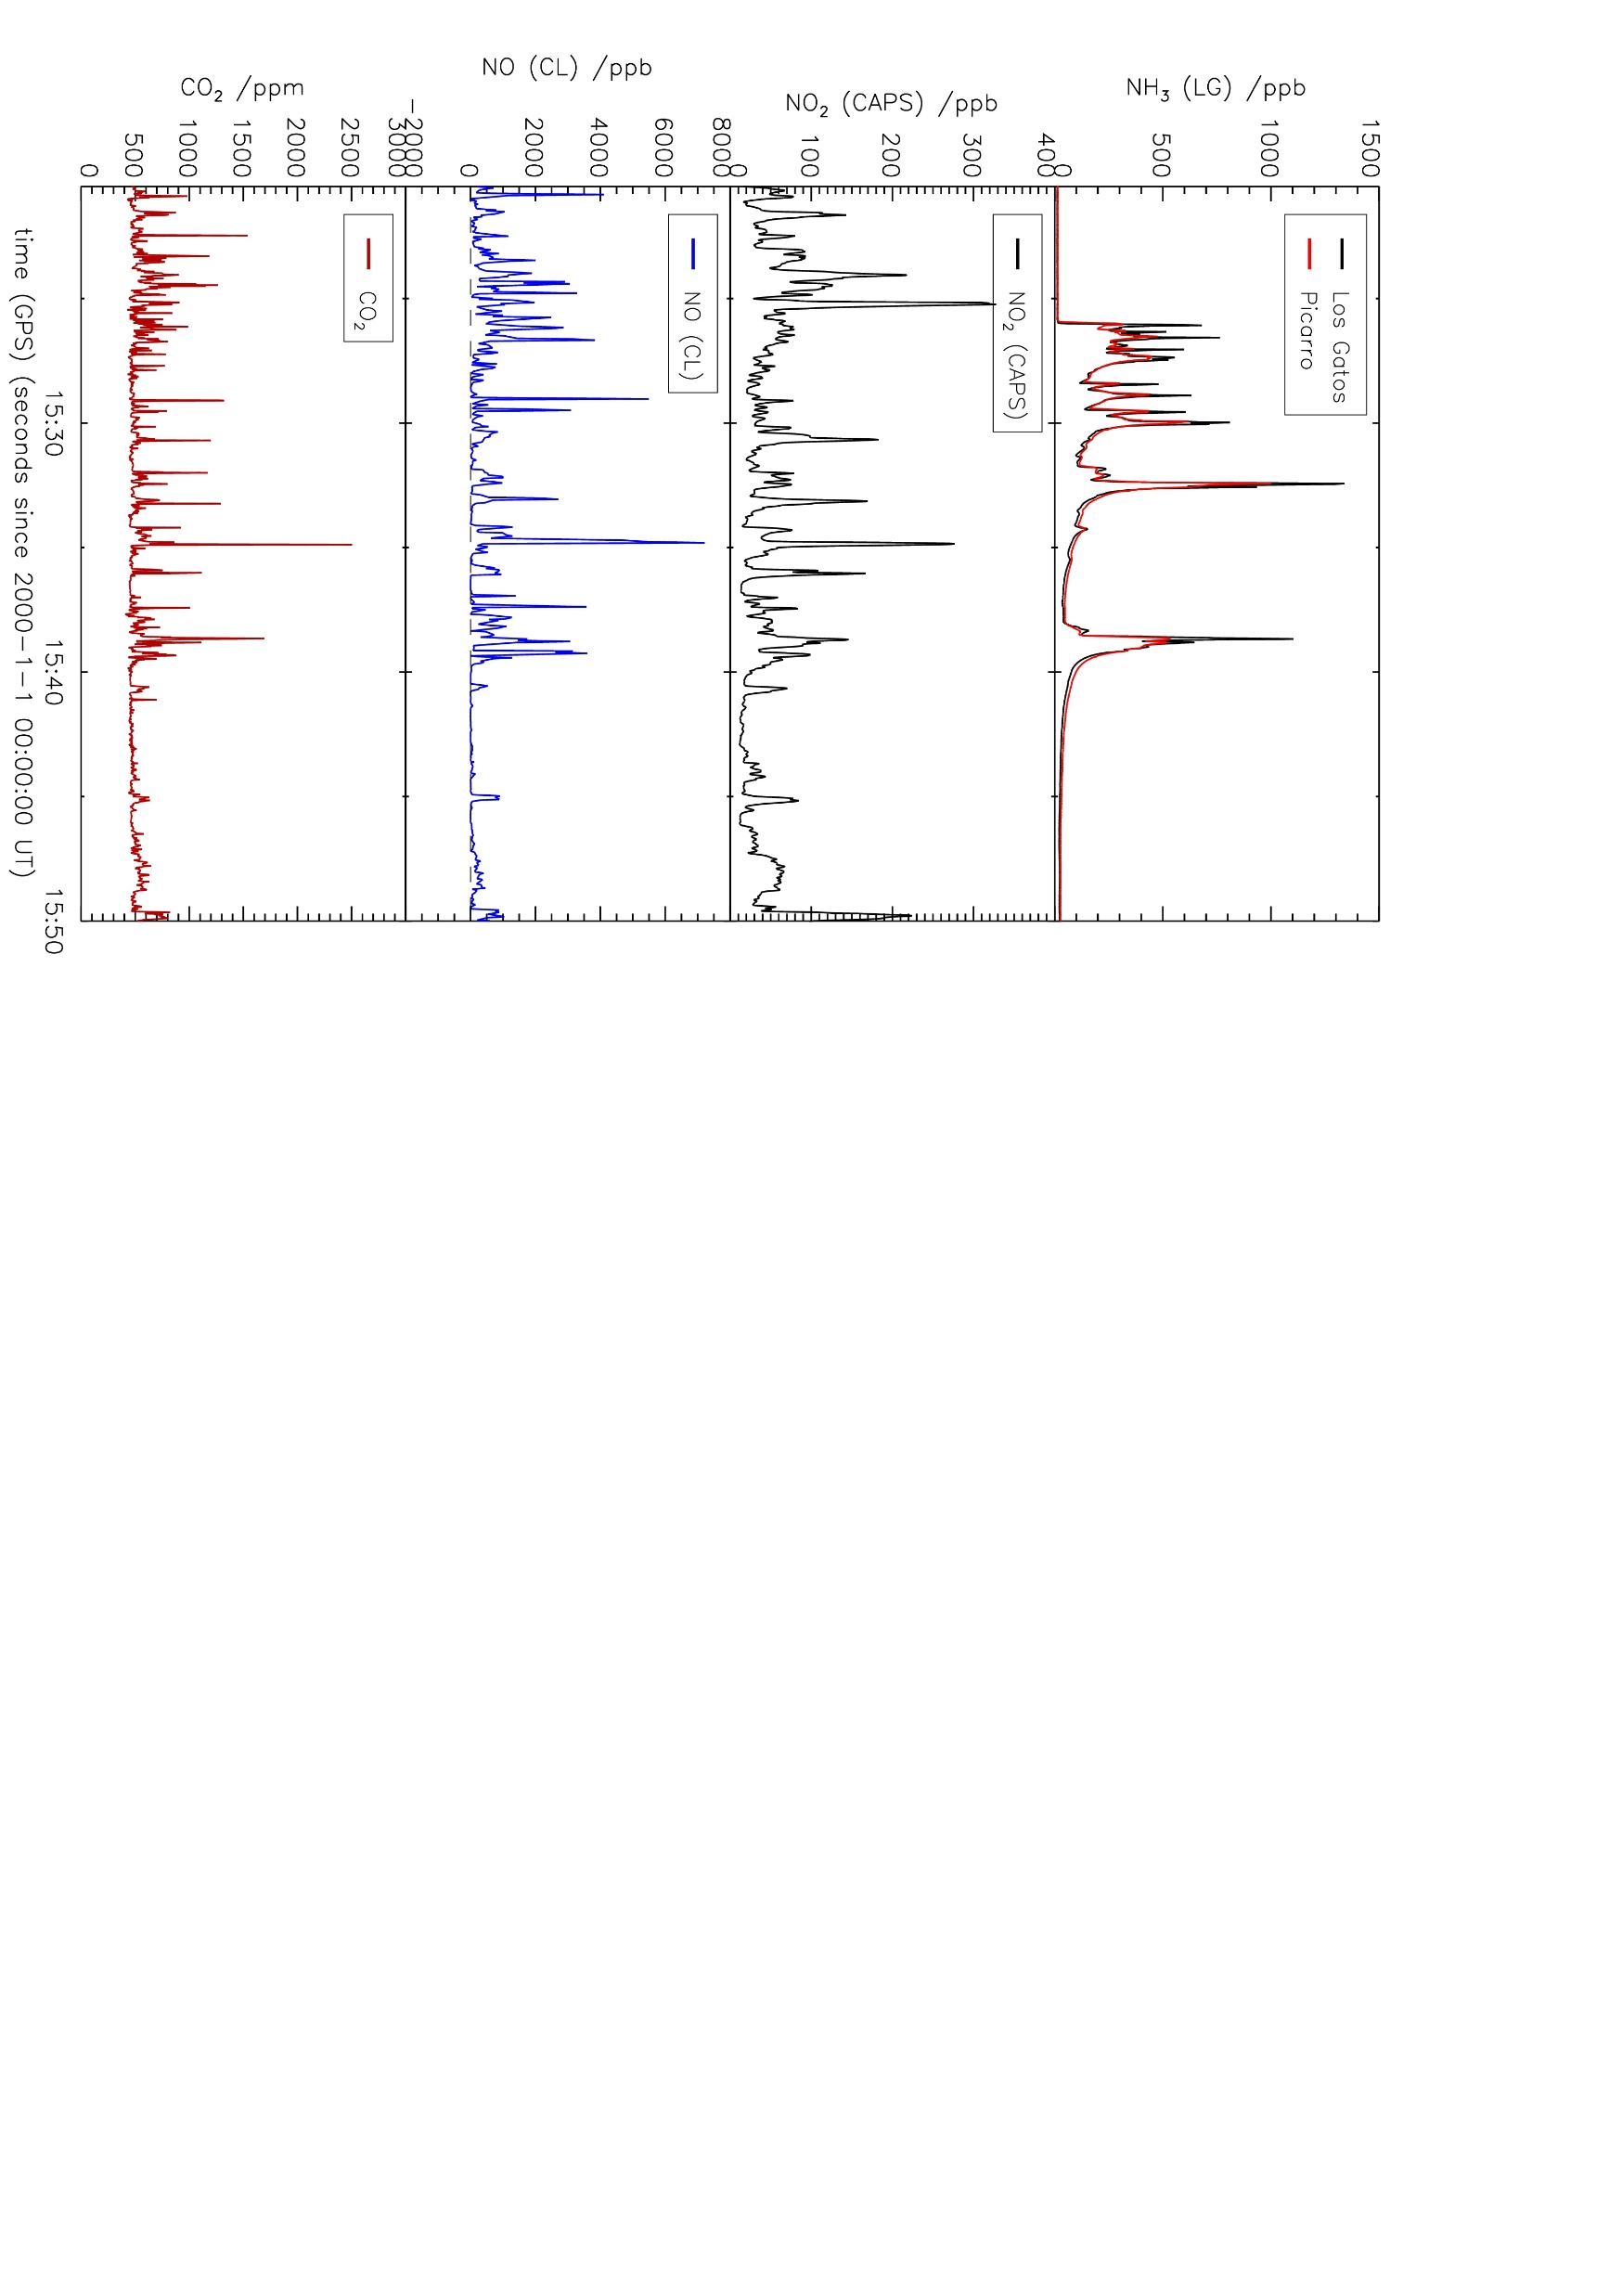 NH3 (LG) /ppb
1500
1000
500
0
Los Gatos
Picarro
NO2 (CAPS) /ppb
400
300
200
100
0
NO2 (CAPS)
NO (CL) /ppb
8000
6000
4000
2000
0
-2000
NO (CL)
CO2 /ppm
3000
2500
2000
1500
1000
500
0
CO2
15:30
15:40
15:50
time (GPS) (seconds since 2000-1-1 00:00:00 UT)